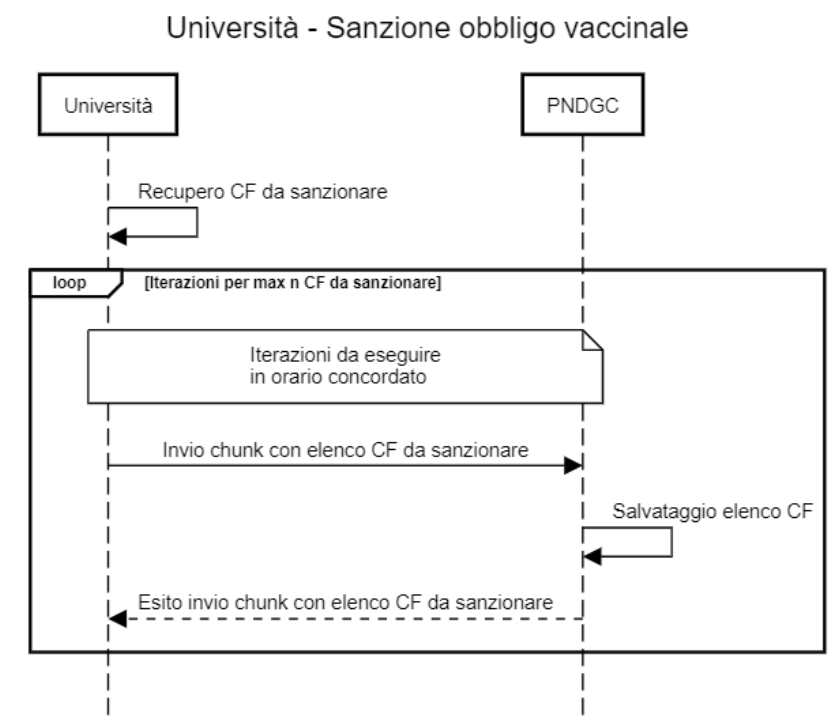 Università - Sanzione obbligo vaccinale
Università
PNDGC
Recupero CF da sanzionare
loop
[Iterazioni per max n CF da sanzionare]
Iterazioni da eseguire
in orario concordato
Invio chunk con elenco CF da sanzionare
Salvataggio elenco CF
Esito invio chunk con elenco CF da sanzionare